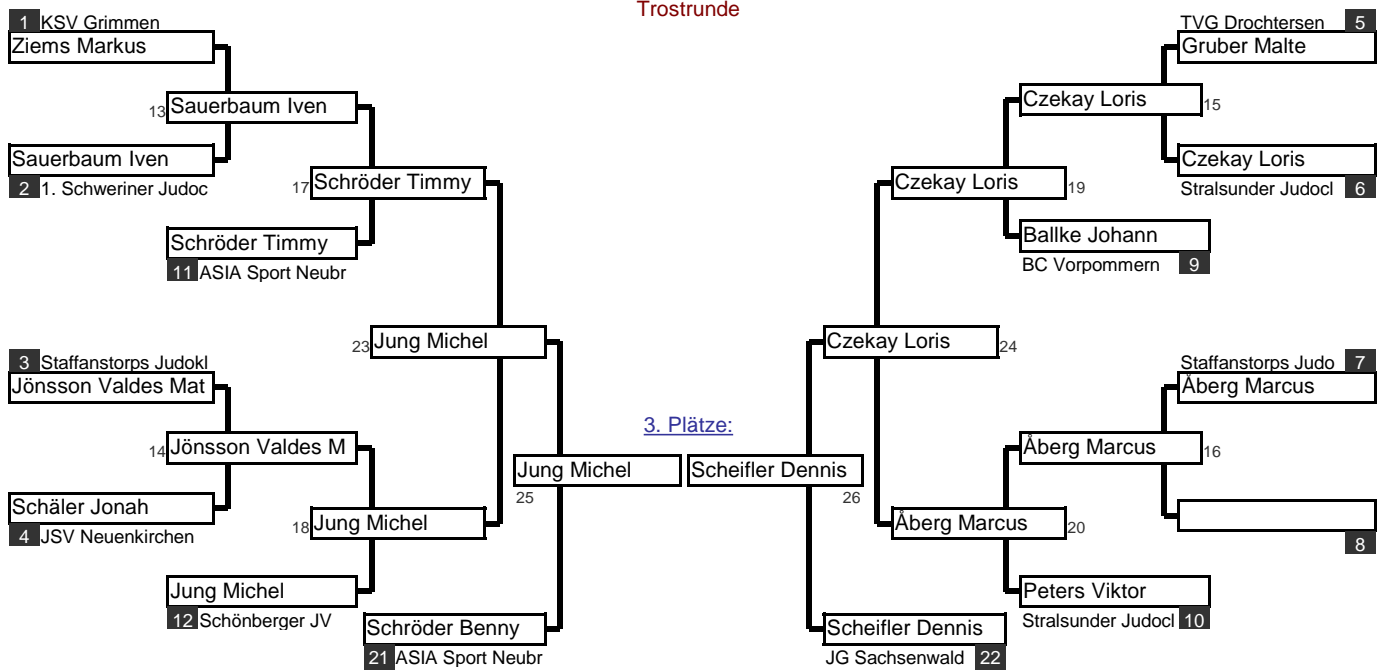 Trostrunde
1 KSV Grimmen
Ziems Markus
13 Sauerbaum Iven
Sauerbaum Iven
2 1. Schweriner Judoc
17 Schröder Timmy
Schröder Timmy
11 ASIA Sport Neubr
23 Jung Michel
3 Staffanstorps Judokl
Jönsson Valdes Mat
14 Jönsson Valdes M
Schäler Jonah
4 JSV Neuenkirchen
18 Jung Michel
Jung Michel
12 Schönberger JV
Schröder Benny
21 ASIA Sport Neubr
3. Plätze:
Jung Michel
25
Scheifler Dennis
26
TVG Drochtersen 5
Gruber Malte
Czekay Loris 15
Czekay Loris
Stralsunder Judocl 6
Czekay Loris 19
Ballke Johann
BC Vorpommern 9
Czekay Loris 24
Staffanstorps Judo 7
Åberg Marcus
Åberg Marcus 16
8
Åberg Marcus 20
Peters Viktor
Stralsunder Judocl 10
Scheifler Dennis
JG Sachsenwald 22